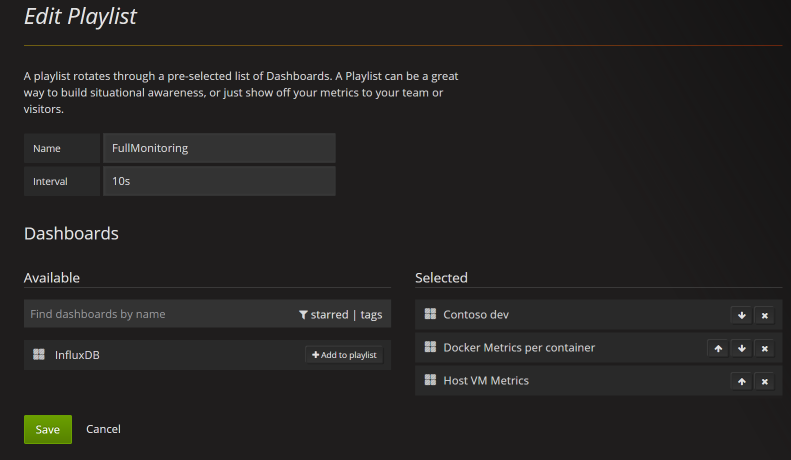 Edit Playlist
A playlist rotates through a pre-selected list of Dashboards. A Playlist can be a great
way to build situational awareness, or just show off your metrics to your team or
visitors.
Name FullMonitoring
Interval 10s
Dashboards
Available
Find dashboards by name starred | tags
InfluxDB Add to playlist
Selected
Contoso dev
Docker Metrics per container
Host VM Metrics
Save Cancel